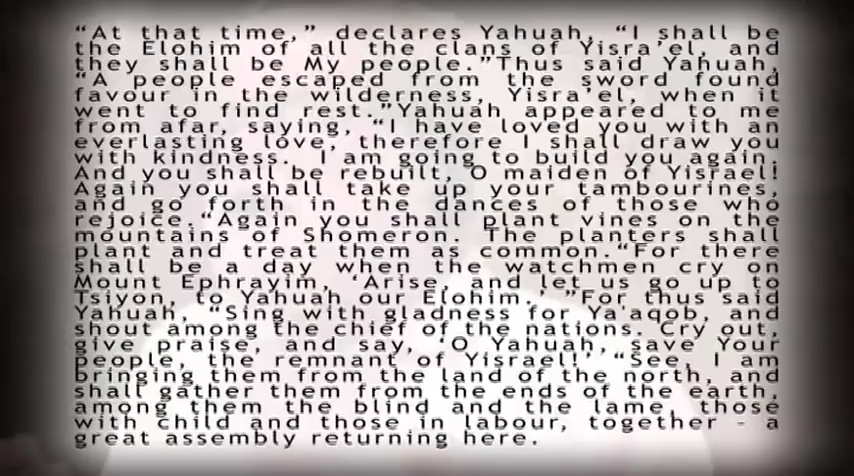 “At that time,” declares Yahuah, “I shall be
the Elohim of all the clans of Yisra’el, and
they shall be My people.”Thus said Yahuah,
“A people escaped from the sword found
favour in the wilderness, Yisra’el, when it
went to find rest.”Yahuah appeared to me
from afar, saying, “I have loved you with an
everlasting love, therefore I shall draw you
with kindness. I am going to build you again.
And you shall be rebuilt, O maiden of Yisrael!
Again you shall take up your tambourines,
and go forth in the dances of those who
rejoice.“Again you shall plant vines on the
mountains of Shomeron. The planters shall
plant and treat them as common.“For there
shall be a day when the watchmen cry on
Mount Ephrayim, ‘Arise, and let us go up to
Tsiyon, to Yahuah our Elohim.’ ”For thus said
Yahuah, “Sing with gladness for Ya'aqob, and
shout among the chief of the nations. Cry out,
give praise, and say, ‘O Yahuah, save Your
people, the remnant of Yisrael!’ “See, I am
bringing them from the land of the north, and
shall gather them from the ends of the earth,
among them the blind and the lame, those
with child and those in labour, together - a
great assembly returning here.